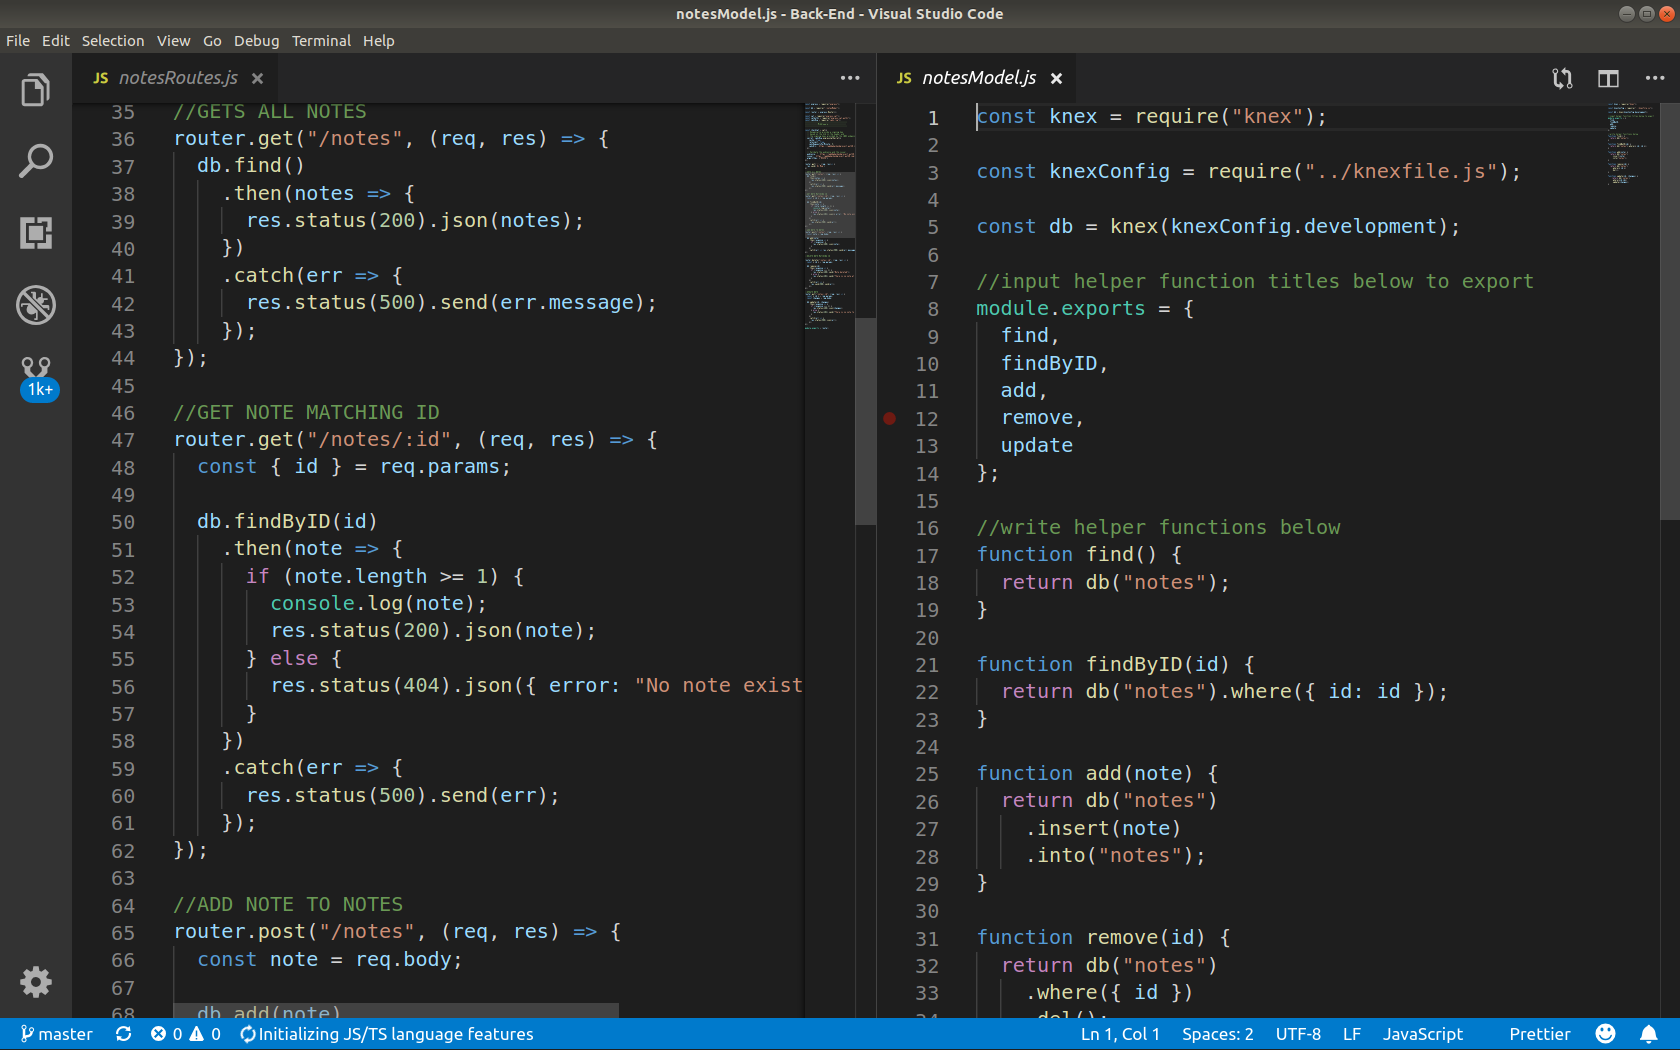 notesModel.js - Back-End - Visual Studio Code
File Edit Selection View Go Debug Terminal Help
JS notesRoutes.js
35 //GETS ALL NOTES
36 router.get("/notes", (req, res) => {
37 db.find()
38 .then(notes => {
39 res.status(200).json(notes);
40 })
41 .catch(err => {
42 res.status(500).send(err.message);
43 });
44 });
45
46 //GET NOTE MATCHING ID
47 router.get("/notes/:id", (req, res) => {
48 const { id } = req.params;
49
50 db.findByID(id)
51 .then(note => {
52 if (note.length >= 1) {
53 console.log(note);
54 res.status(200).json(note);
55 } else {
56 res.status(404).json({ error: "No note exist
57 }
58 })
59 .catch(err => {
60 res.status(500).send(err);
61 });
62 });
63
64 //ADD NOTE TO NOTES
65 router.post("/notes", (req, res) => {
66 const note = req.body;
67
68 db.add(note)
JS notesModel.js
1 const knex = require("knex");
2
3 const knexConfig = require("../knexfile.js");
4
5 const db = knex(knexConfig.development);
6
7 //input helper function titles below to export
8 module.exports = {
9 find,
10 findByID,
11 add,
12 remove,
13 update
14 };
15
16 //write helper functions below
17 function find() {
18 return db("notes");
19 }
20
21 function findByID(id) {
22 return db("notes").where({ id: id });
23 }
24
25 function add(note) {
26 return db("notes")
27 .insert(note)
28 .into("notes");
29 }
30
31 function remove(id) {
32 return db("notes")
33 .where({ id })
34 .del();
1k+
master 0 0 Initializing JS/TS language features Ln 1, Col 1 Spaces: 2 UTF-8 LF JavaScript Prettier